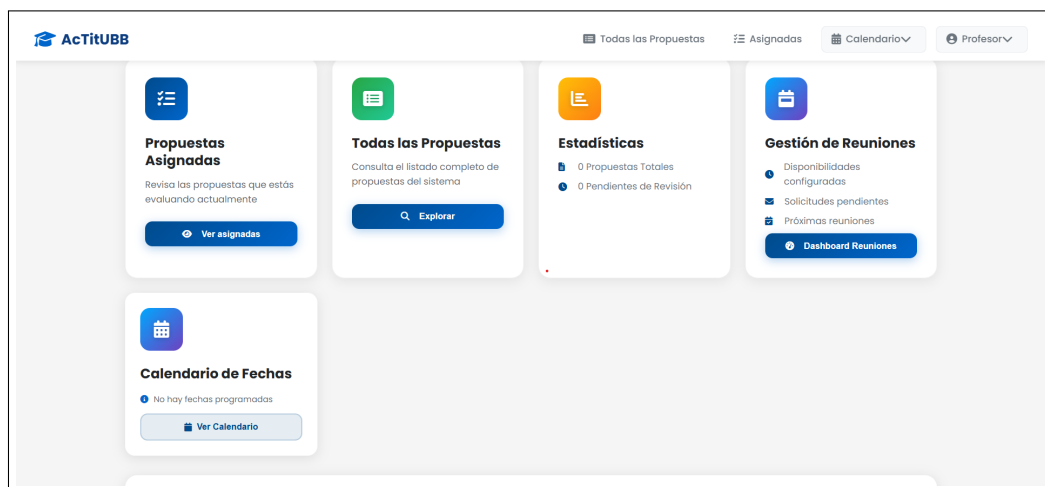 AcTitUBB
Todas las Propuestas
Asignadas
Calendario
Profesor
Propuestas
Asignadas
Revisa las propuestas que estás
evaluando actualmente
Ver asignadas
Todas las Propuestas
Consulta el listado completo de
propuestas del sistema
Explorar
Estadísticas
0 Propuestas Totales
0 Pendientes de Revisión
Gestión de Reuniones
Disponibilidades
configuradas
Solicitudes pendientes
Próximas reuniones
Dashboard Reuniones
Calendario de Fechas
No hay fechas programadas
Ver Calendario